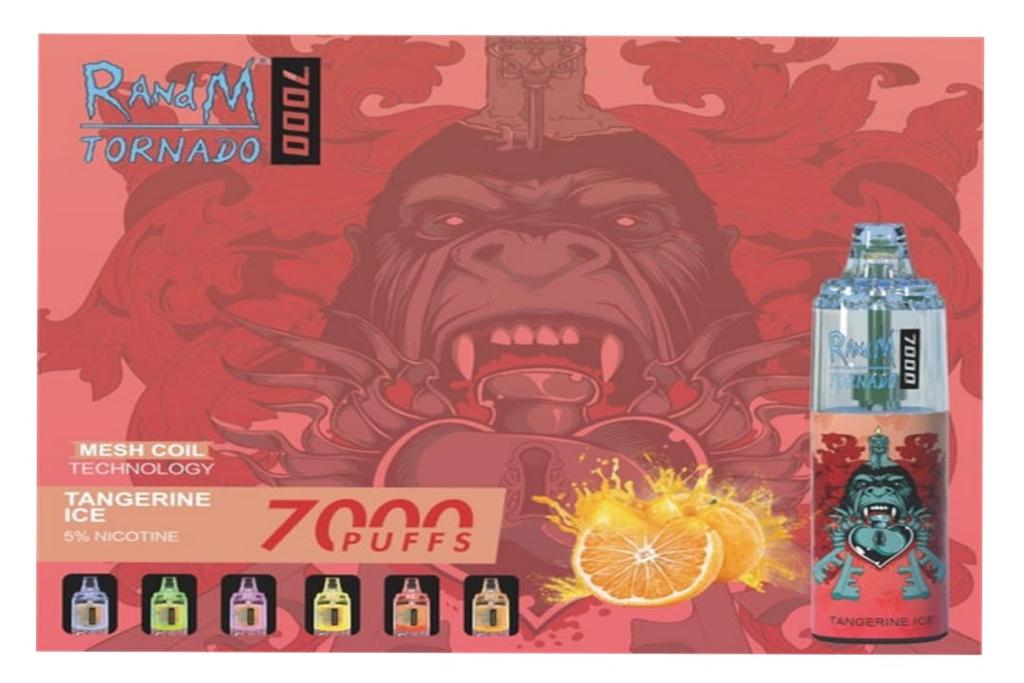 RANDM
TORNADO
7000
RANDM
TORNADO
7000
MESH COIL
TECHNOLOGY
TANGERINE
ICE
5% NICOTINE
7000
PUFFS
TANGERINE ICE